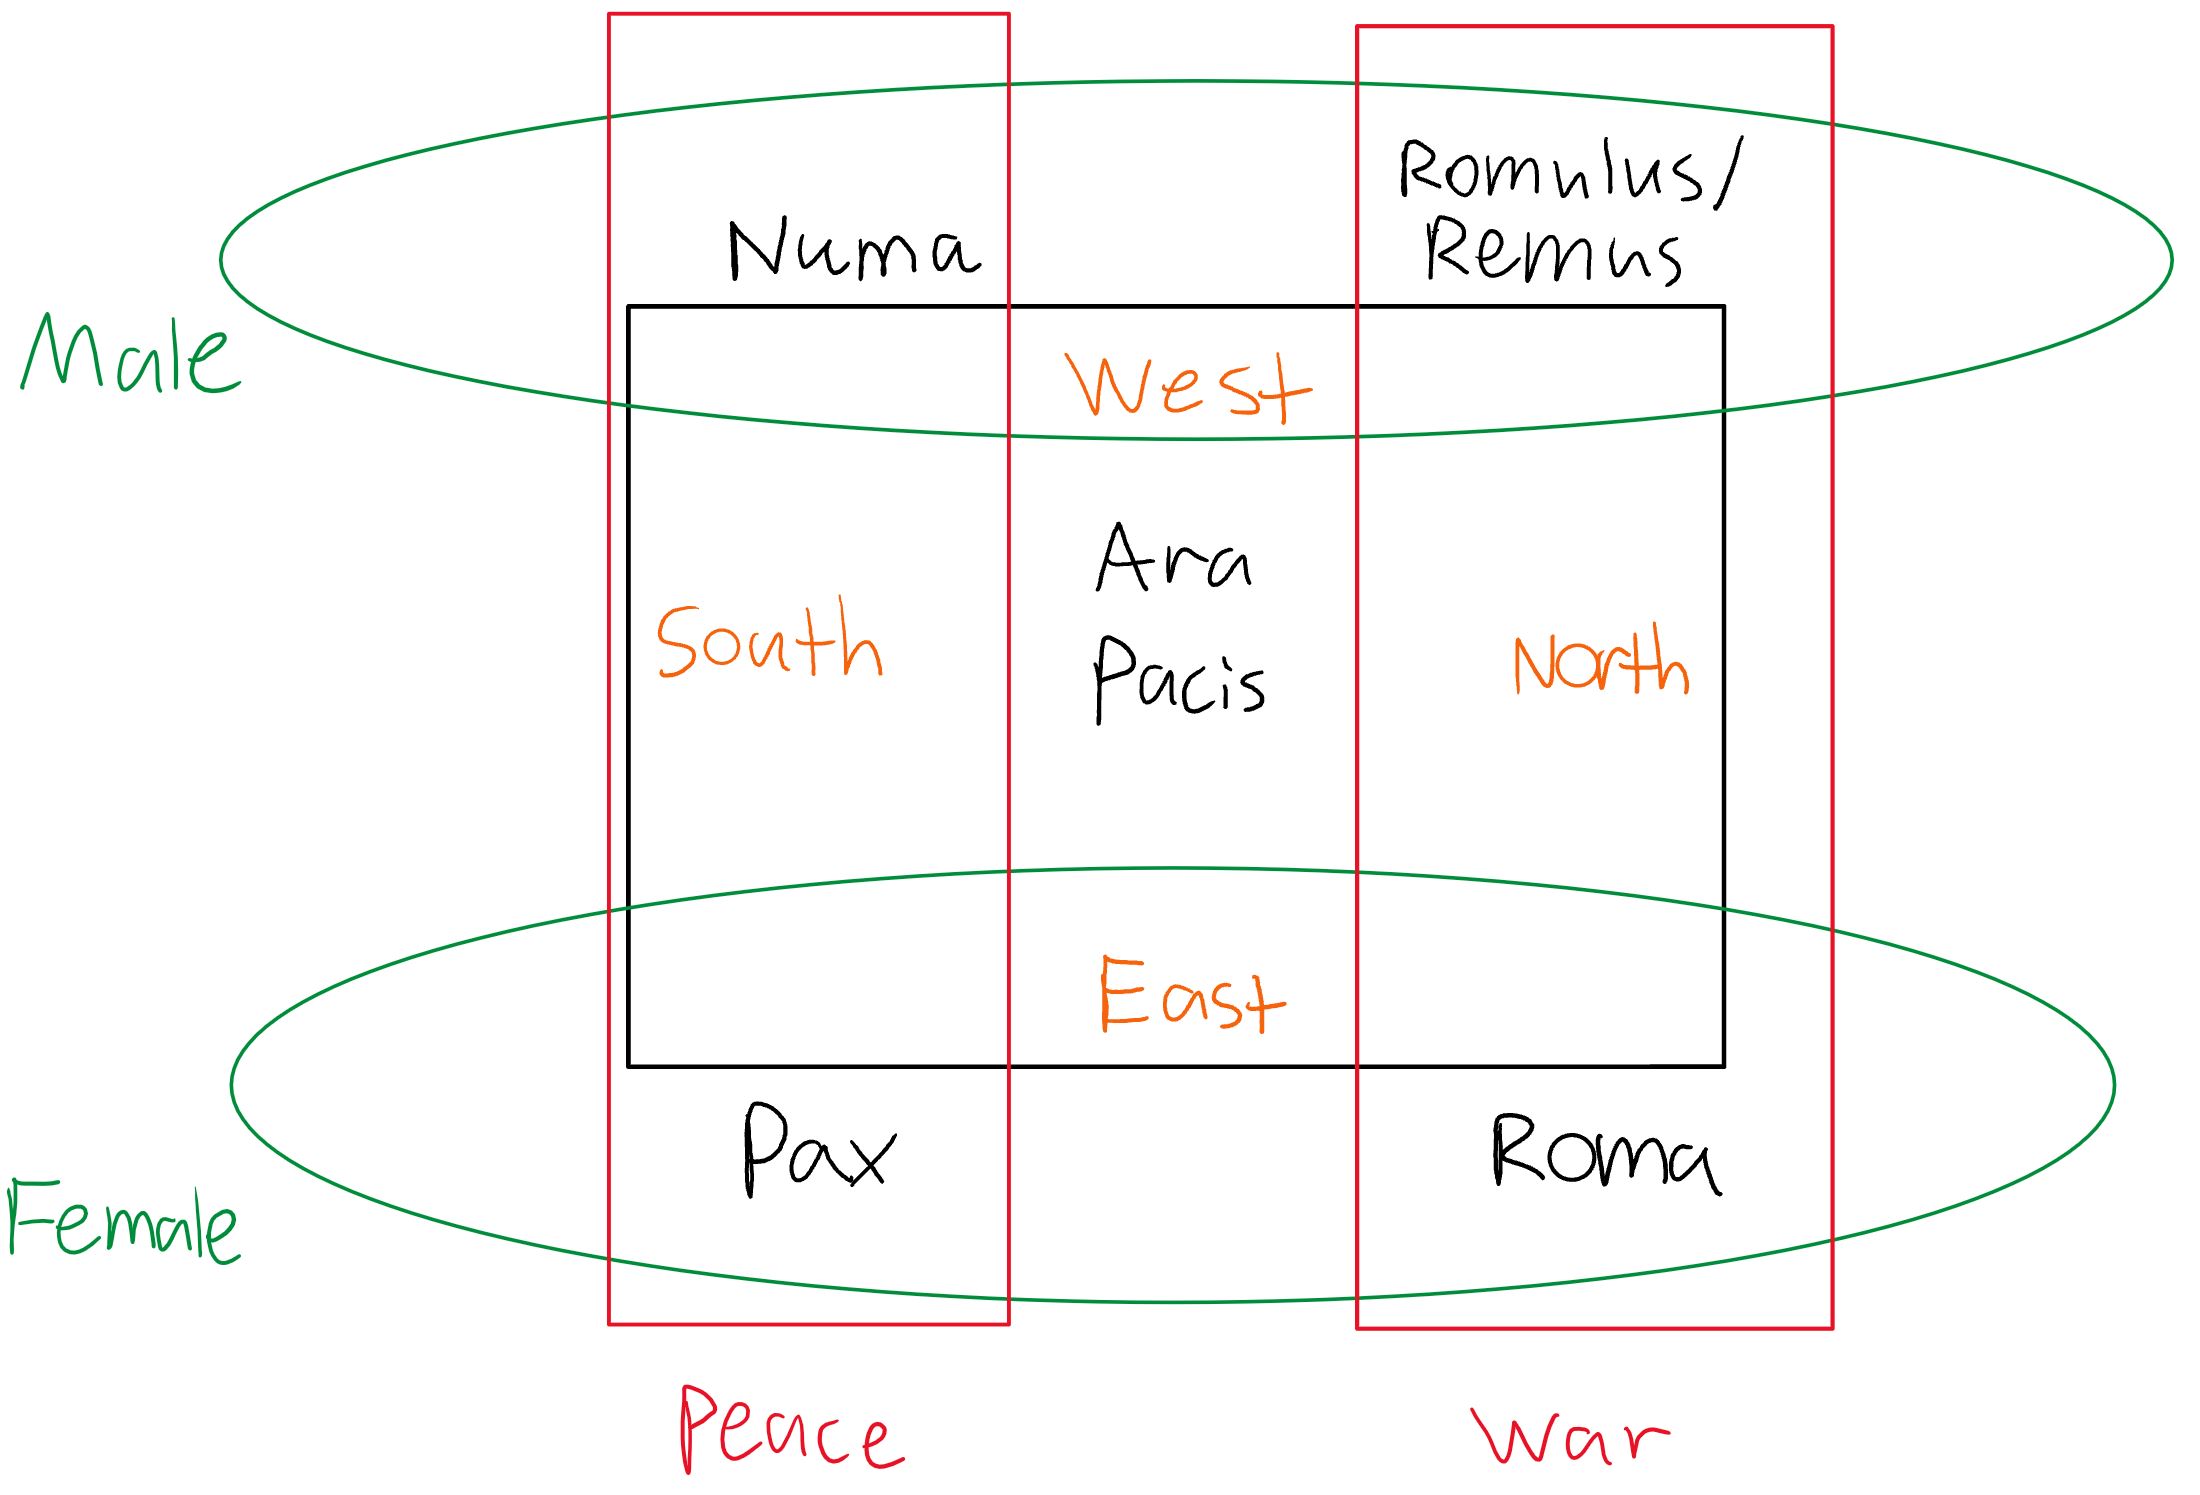 Romulus/
Remus
Numa
Male
West
Ara
Pacis
South
North
East
Pax
Roma
Female
Peace
War